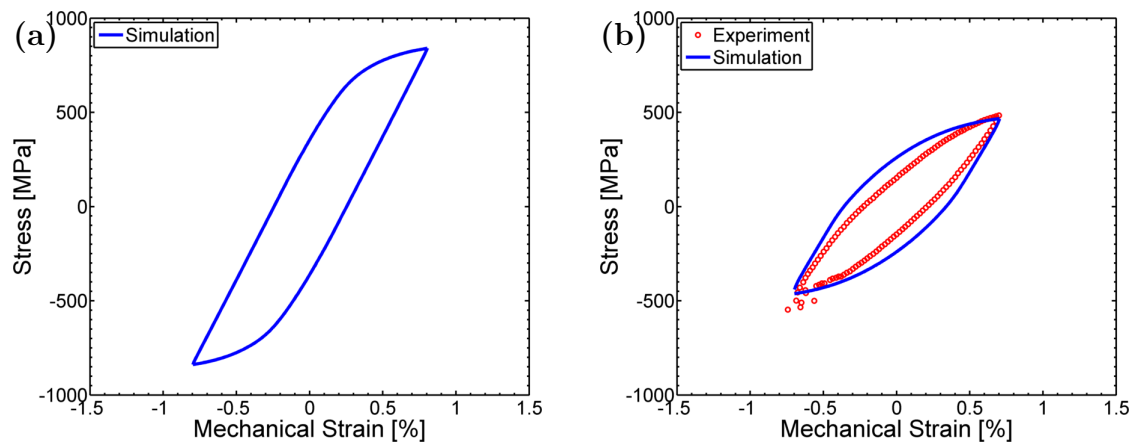 (a)
Simulation
1000
500
0
-500
-1000
-1.5
-1
-0.5
0
0.5
1
1.5
Stress [MPa]
Mechanical Strain [%]
(b)
Experiment
Simulation
1000
500
0
-500
-1000
-1.5
-1
-0.5
0
0.5
1
1.5
Stress [MPa]
Mechanical Strain [%]